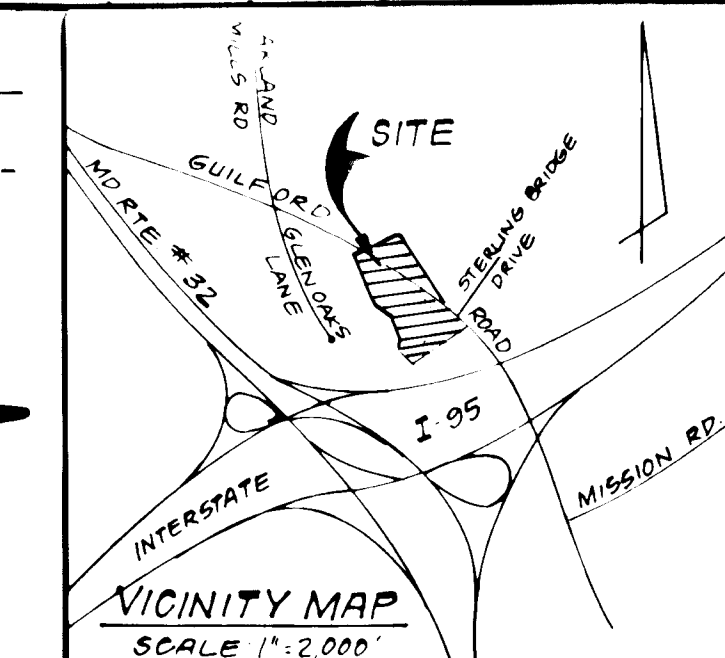 MILLS RD
SITE
GUILFORD
STERLING BRIDGE
DRIVE
MD RTE # 32
GLENOAKS
LANE
ROAD
I-95
INTERSTATE
MISSION RD.
VICINITY MAP
SCALE 1"=2,000'